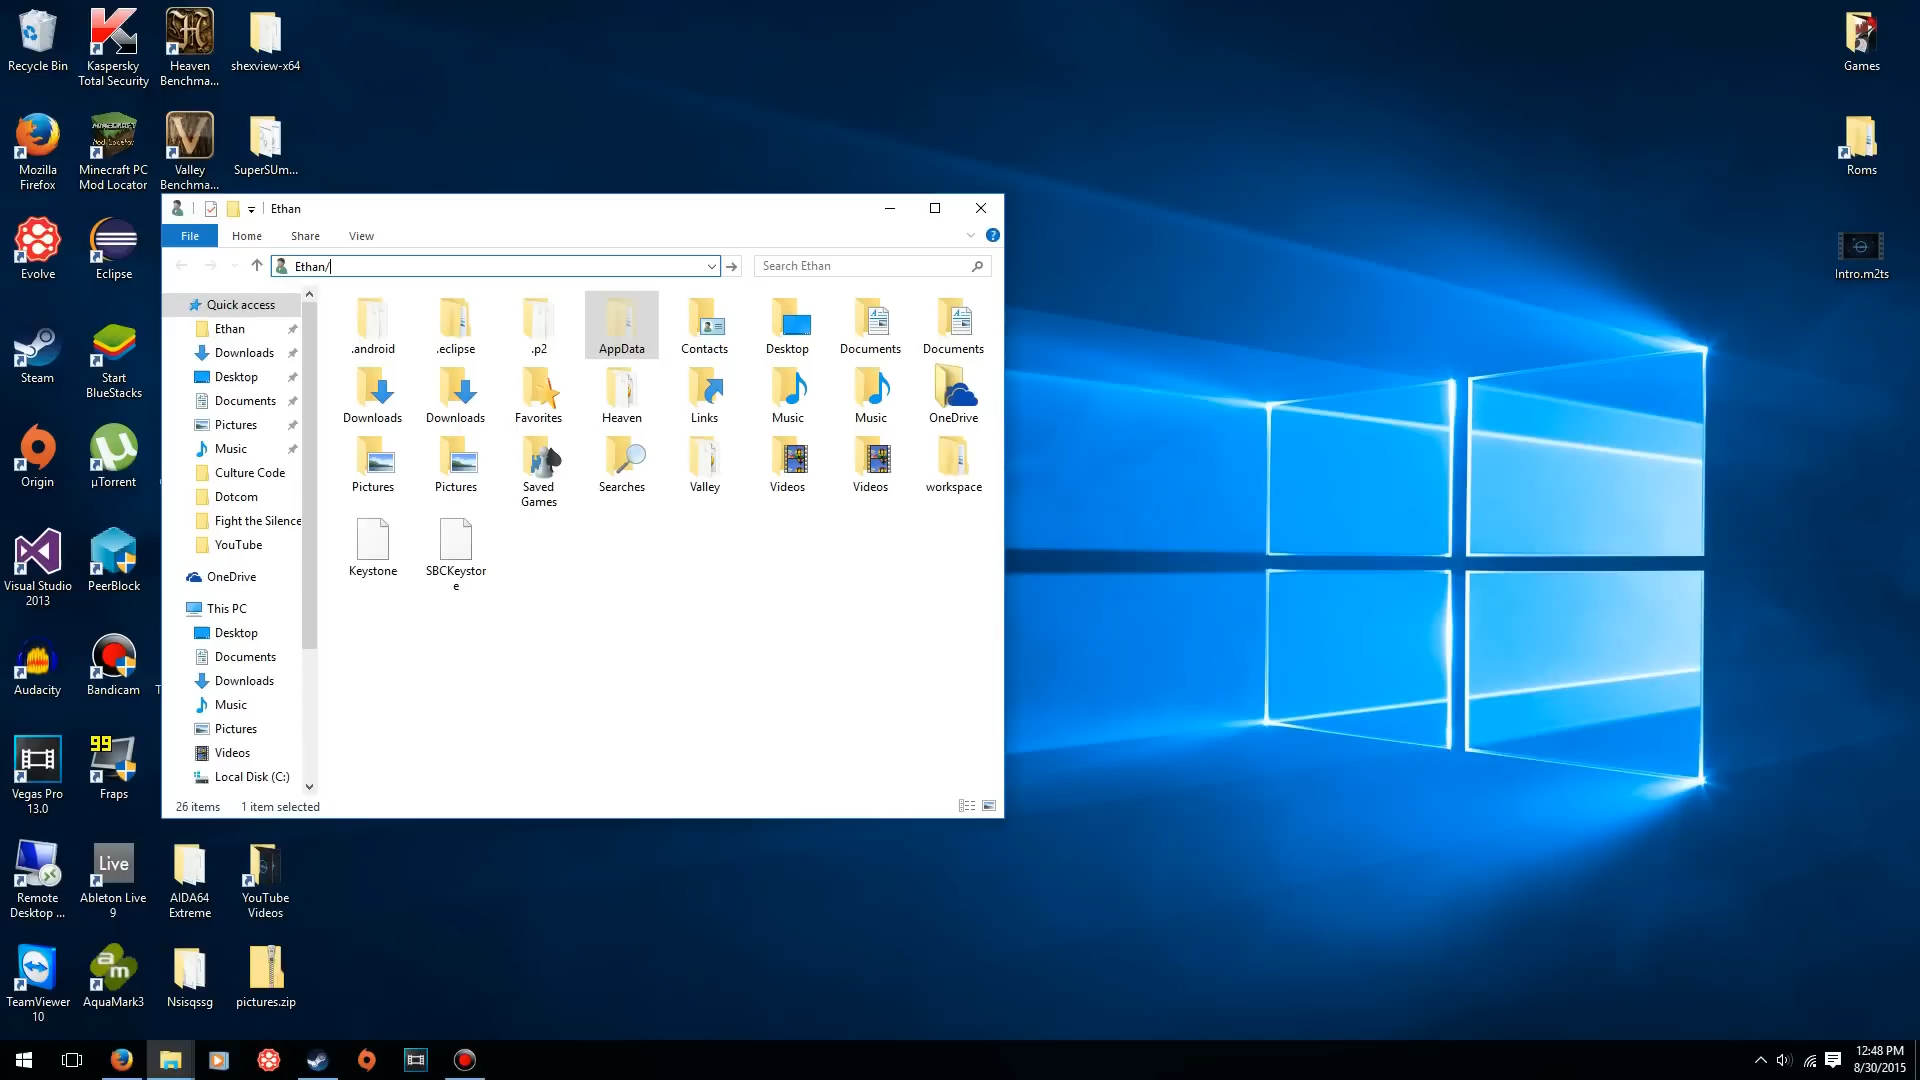 Recycle Bin
Kaspersky
Total Security
Heaven
Benchma...
shexview-x64
Games
Mozilla
Firefox
Minecraft PC
Mod Locator
Valley
Benchma...
SuperSUm...
Roms
Evolve
Eclipse
Intro.m2ts
Steam
Start
BlueStacks
Origin
µTorrent
Visual Studio
2013
PeerBlock
Audacity
Bandicam
Vegas Pro
13.0
99
Fraps
Remote
Desktop ...
Live
Ableton Live
9
AIDA64
Extreme
YouTube
Videos
TeamViewer
10
am
AquaMark3
Nsisqssg
pictures.zip
Ethan
File
Home
Share
View
Ethan/
Search Ethan
Quick access
Ethan
Downloads
Desktop
Documents
Pictures
Music
Culture Code
Dotcom
Fight the Silence
YouTube
OneDrive
This PC
Desktop
Documents
Downloads
Music
Pictures
Videos
Local Disk (C:)
.android
.eclipse
.p2
AppData
Contacts
Desktop
Documents
Documents
Downloads
Downloads
Favorites
Heaven
Links
Music
Music
OneDrive
Pictures
Pictures
Saved
Games
Searches
Valley
Videos
Videos
workspace
Keystone
SBCKeyston
e
26 items
1 item selected
12:48 PM
8/30/2015